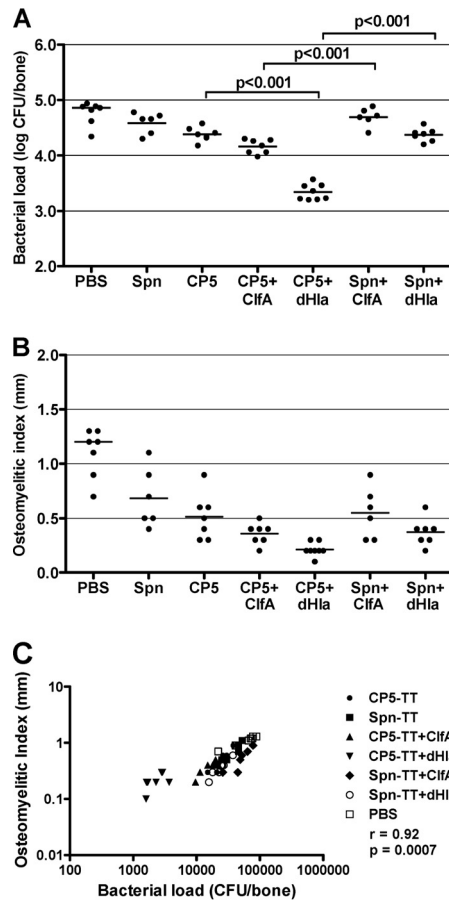 A
p<0.001
p<0.001
p<0.001
Bacterial load (log CFU/bone)
6.0
5.0
4.0
3.0
2.0
PBS Spn CP5 CP5+ClfA CP5+dHla Spn+ClfA Spn+dHla
B
Osteomyelitic index (mm)
2.0
1.5
1.0
0.5
0.0
PBS Spn CP5 CP5+ClfA CP5+dHla Spn+ClfA Spn+dHla
C
Osteomyelitic Index (mm)
10
1
0.1
0.01
100 1000 10000 100000 1000000
Bacterial load (CFU/bone)
CP5-TT
Spn-TT
CP5-TT+ClfA
CP5-TT+dHl
Spn-TT+ClfA
Spn-TT+dHl
PBS
r = 0.92
p = 0.0007